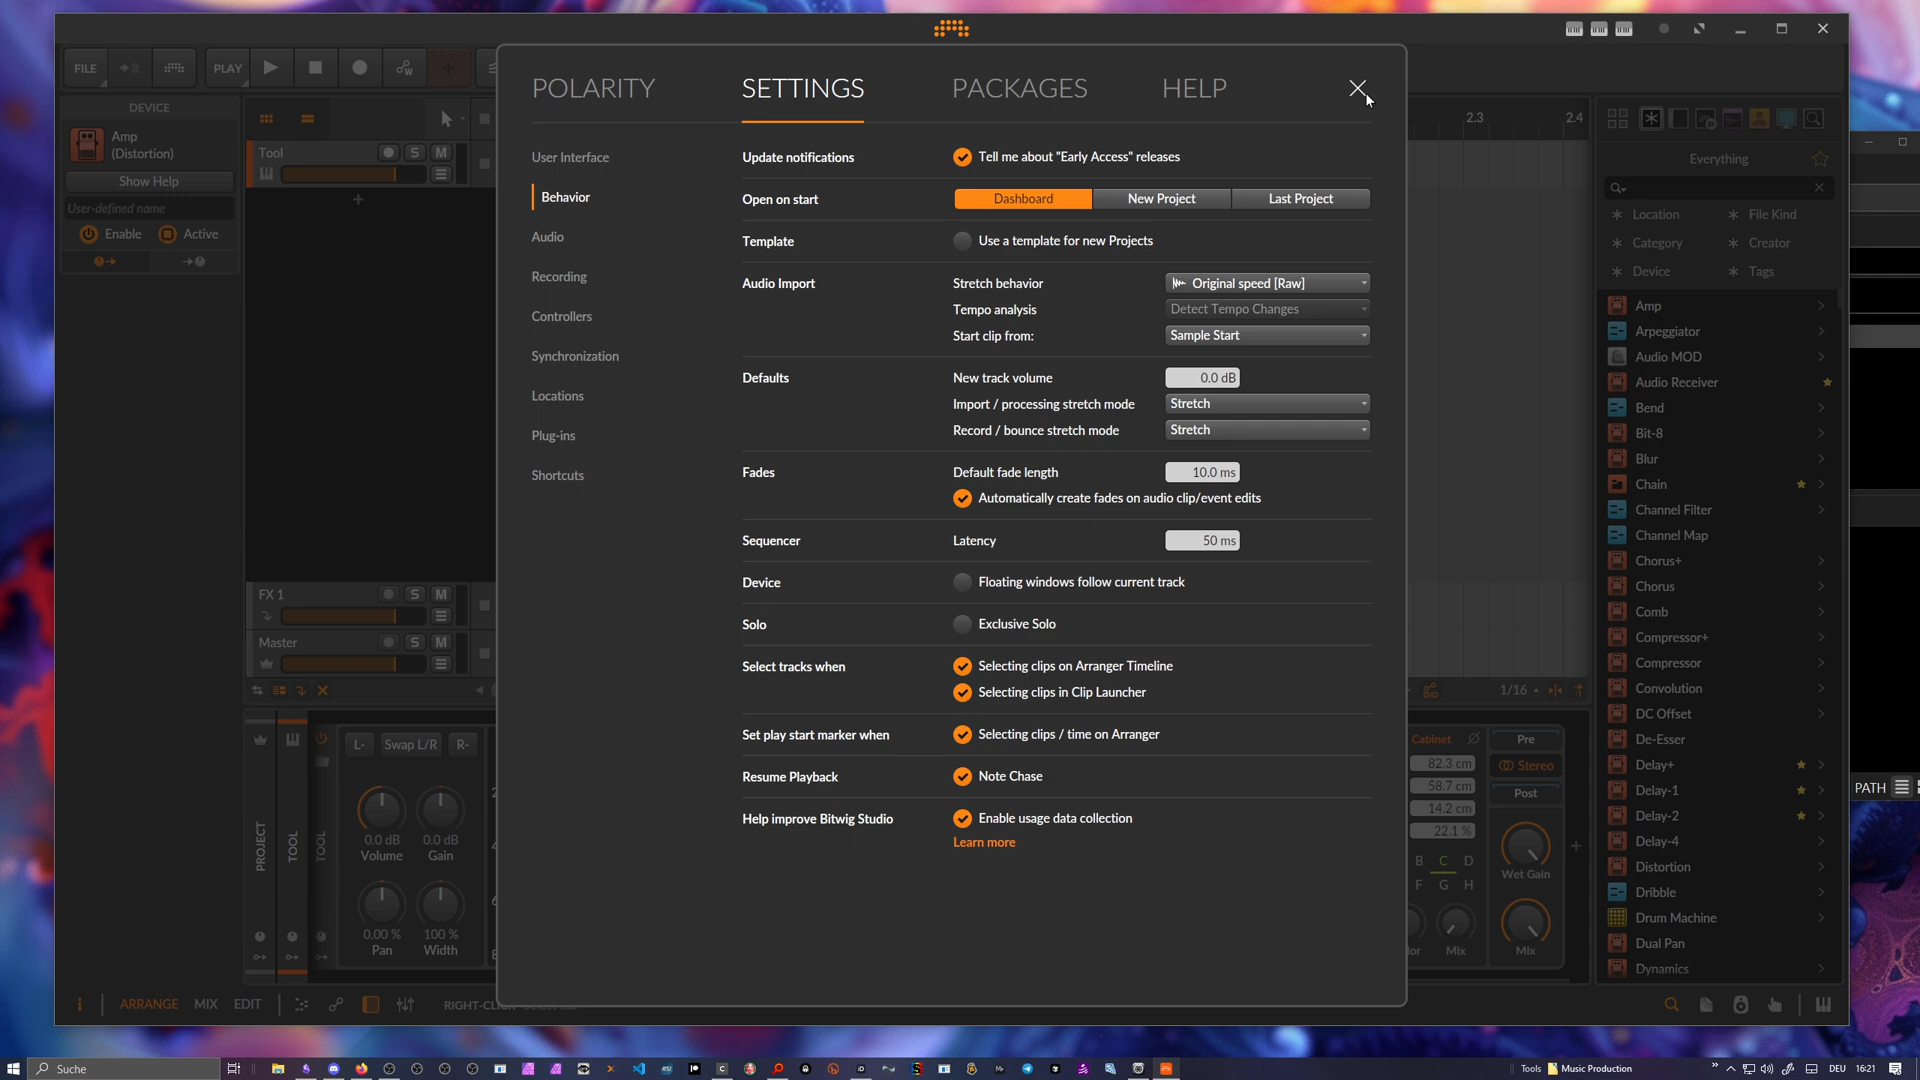 FILE
PLAY
POLARITY
SETTINGS
PACKAGES
HELP
DEVICE
Amp
(Distortion)
Show Help
User-defined name
Enable
Active
Tool
S
M
FX 1
S
M
Master
S
M
User Interface
Behavior
Audio
Recording
Controllers
Synchronization
Locations
Plug-ins
Shortcuts
Update notifications
Tell me about "Early Access" releases
Open on start
Dashboard
New Project
Last Project
Template
Use a template for new Projects
Audio Import
Stretch behavior
Original speed [Raw]
Tempo analysis
Detect Tempo Changes
Start clip from:
Sample Start
Defaults
New track volume
0.0 dB
Import / processing stretch mode
Stretch
Record / bounce stretch mode
Stretch
Fades
Default fade length
10.0 ms
Automatically create fades on audio clip/event edits
Sequencer
Latency
50 ms
Device
Floating windows follow current track
Solo
Exclusive Solo
Select tracks when
Selecting clips on Arranger Timeline
Selecting clips in Clip Launcher
Set play start marker when
Selecting clips / time on Arranger
Resume Playback
Note Chase
Help improve Bitwig Studio
Enable usage data collection
Learn more
2.3
2.4
1/16
Everything
Location
File Kind
Category
Creator
Device
Tags
Amp
Arpeggiator
Audio MOD
Audio Receiver
Bend
Bit-8
Blur
Chain
Channel Filter
Channel Map
Chorus+
Chorus
Comb
Compressor+
Compressor
Convolution
DC Offset
De-Esser
Delay+
Delay-1
Delay-2
Delay-4
Distortion
Dribble
Drum Machine
Dual Pan
Dynamics
PATH
PROJECT
TOOL
TOOL
L-
Swap L/R
R-
0.0 dB
Volume
0.0 dB
Gain
0.00 %
Pan
100 %
Width
Cabinet
82.3 cm
58.7 cm
14.2 cm
22.1 %
B C D
F G H
Mix
Pre
Stereo
Post
Wet Gain
Mix
ARRANGE
MIX
EDIT
RIGHT-CLICK
Suche
Tools
Music Production
DEU
16:21